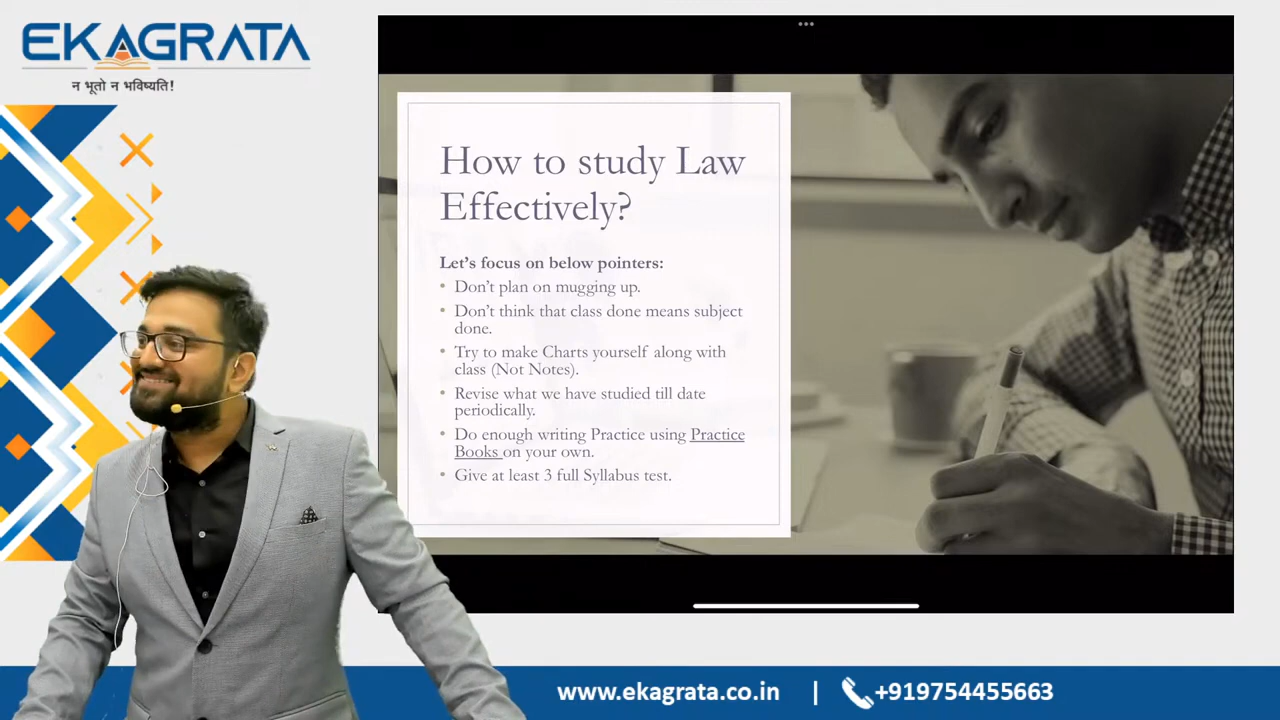 EKAGRATA
न भूतो न भविष्यति!
How to study Law
Effectively?
Let’s focus on below pointers:
• Don’t plan on mugging up.
• Don’t think that class done means subject
done.
• Try to make Charts yourself along with
class (Not Notes).
• Revise what we have studied till date
periodically.
• Do enough writing Practice using Practice
Books on your own.
• Give at least 3 full Syllabus test.
www.ekagrata.co.in | +919754455663